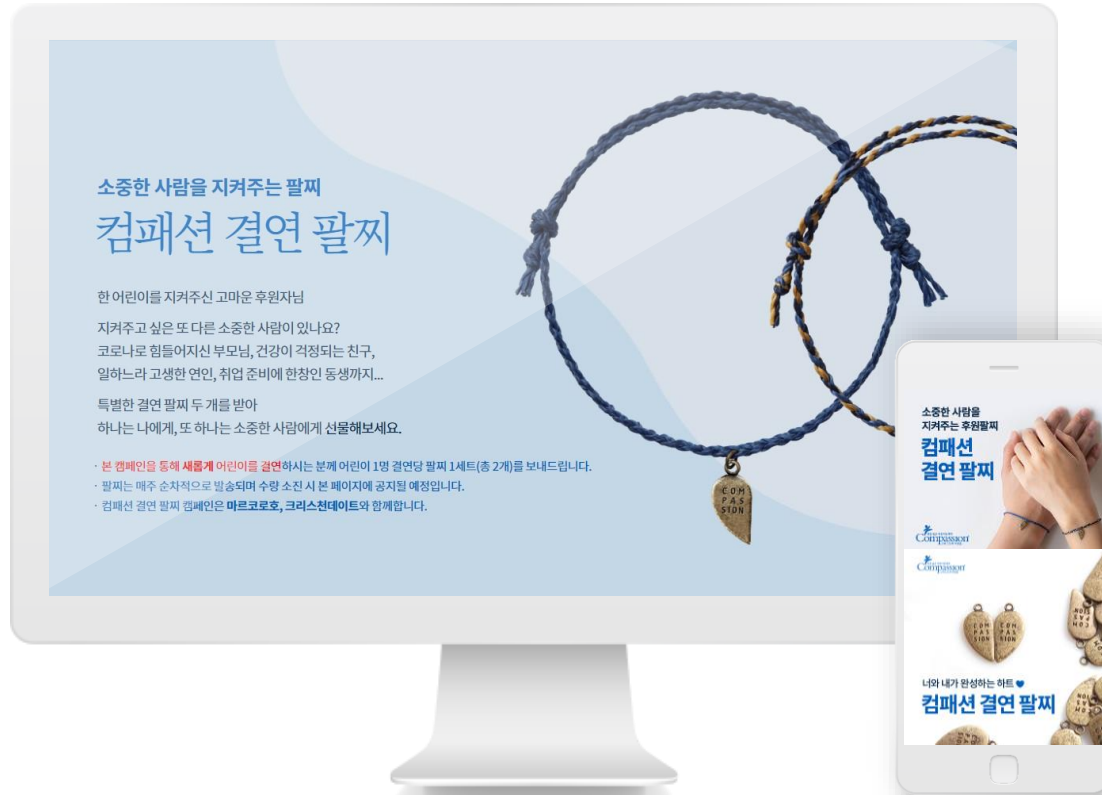 소중한 사람을 지켜주는 팔찌
컴패션 결연 팔찌
한 어린이를 지켜주신 고마운 후원자님
지켜주고 싶은 또 다른 소중한 사람이 있나요?
코로나로 힘들어지신 부모님, 건강이 걱정되는 친구,
일하느라 고생한 연인, 취업 준비에 한창인 동생까지...
특별한 결연 팔찌 두 개를 받아
하나는 나에게, 또 하나는 소중한 사람에게 선물해보세요.
· 본 캠페인을 통해 새롭게 어린이를 결연하시는 분께 어린이 1명 결연당 팔찌 1세트(총 2개)를 보내드립니다.
· 팔찌는 매주 순차적으로 발송되며 수량 소진 시 본 페이지에 공지될 예정입니다.
· 컴패션 결연 팔찌 캠페인은 마르코로호, 크리스천데이트와 함께합니다.
COM
PAS
SION
소중한 사람을
지켜주는 후원팔찌
컴패션
결연 팔찌
Compassion
Compassion
COM COM
PAS PAS
SION SION
COM
PAS
SION
너와 내가 완성하는 하트
컴패션 결연 팔찌